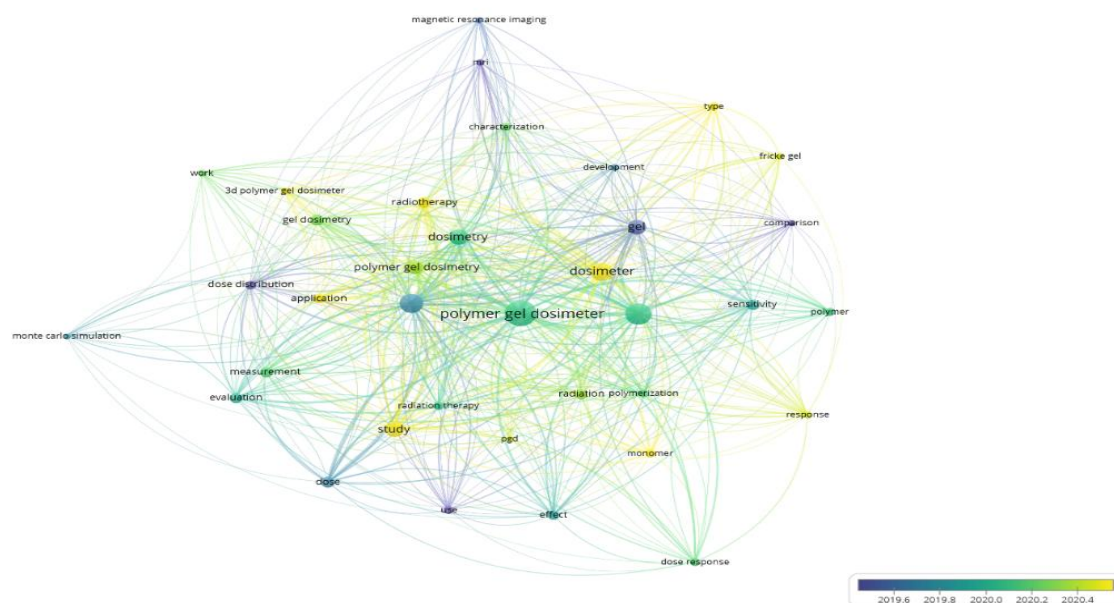 magnetic resonance imaging
mri
type
characterization
fricke gel
development
work
3d polymer gel dosimeter
radiotherapy
gel dosimetry
comparison
gel
dosimetry
polymer gel dosimetry
dosimeter
dose distribution
application
sensitivity
polymer gel dosimeter
polymer
monte carlo simulation
measurement
radiation
polymerization
evaluation
radiation therapy
response
study
pgd
monomer
dose
use
effect
dose response
2019.6 2019.8 2020.0 2020.2 2020.4